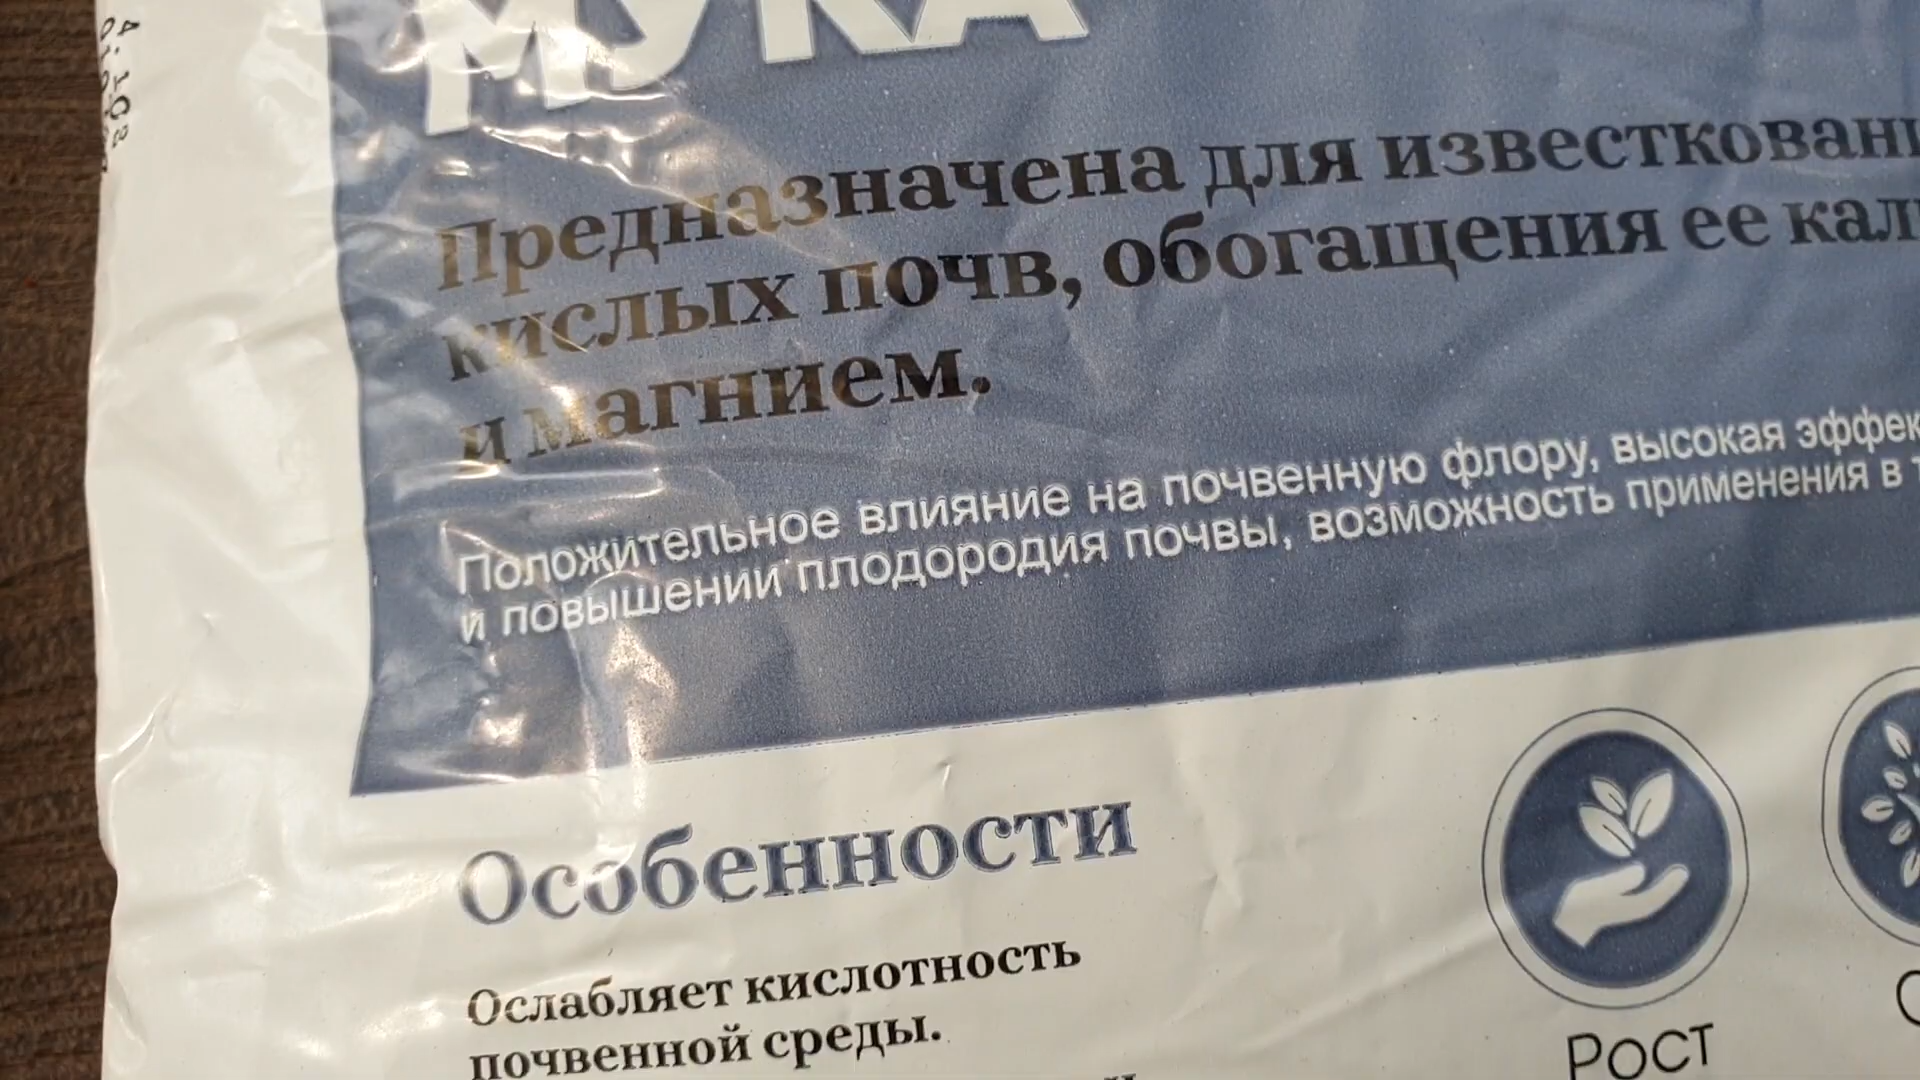 МУКА
Предназначена для известкован
кислых почв, обогащения ее кал
и магнием.
Положительное влияние на почвенную флору, высокая эффек
и повышении плодородия почвы, возможность применения в
Особенности
Ослабляет кислотность
почвенной среды.
Рост